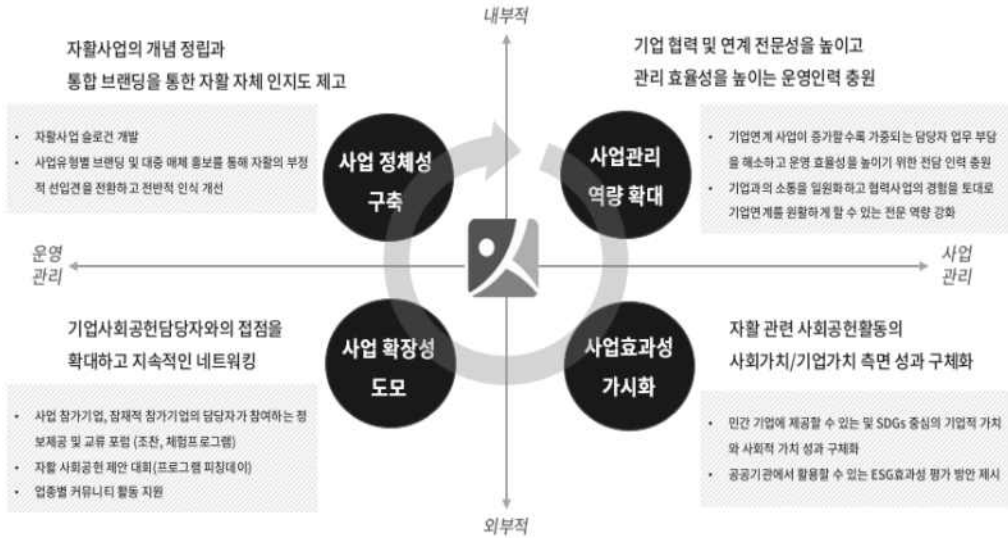 내부적
자활사업의 개념 정립과
통합 브랜딩을 통한 자활 자체 인지도 제고
• 자활사업 슬로건 개발
• 사업유형별 브랜딩 및 대중 매체 홍보를 통해 자활의 부정
적 선입견을 전환하고 전반적 인식 개선
사업 정체성
구축
기업 협력 및 연계 전문성을 높이고
관리 효율성을 높이는 운영인력 충원
• 기업연계 사업이 증가할수록 가중되는 담당자 업무 부담
을 해소하고 운영 효율성을 높이기 위한 전담 인력 충원
• 기업과의 소통을 일원화하고 협력사업의 경험을 토대로
기업연계를 원활하게 할 수 있는 전문 역량 강화
사업관리
역량 확대
운영
관리
사업
관리
기업사회공헌담당자와의 접점을
확대하고 지속적인 네트워킹
• 사업 참가기업, 잠재적 참가기업의 담당자가 참여하는 정
보제공 및 교류 포럼 (조찬, 체험프로그램)
• 자활 사회공헌 제안 대회(프로그램 피칭데이)
• 업종별 커뮤니티 활동 지원
사업 확장성
도모
사업효과성
가시화
자활 관련 사회공헌활동의
사회가치/기업가치 측면 성과 구체화
• 민간 기업에 제공할 수 있는 및 SDGs 중심의 기업적 가치
와 사회적 가치 성과 구체화
• 공공기관에서 활용할 수 있는 ESG효과성 평가 방안 제시
외부적